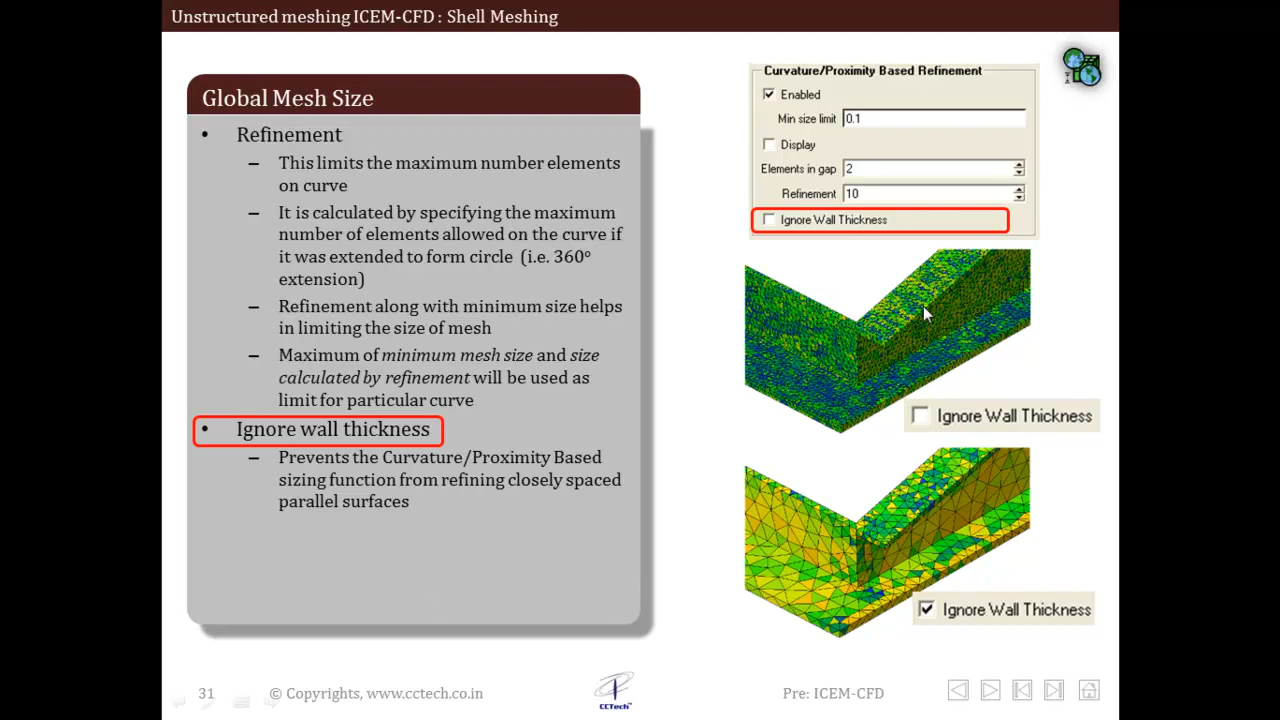 Unstructured meshing ICEM-CFD : Shell Meshing
Global Mesh Size
• Refinement
– This limits the maximum number elements
on curve
– It is calculated by specifying the maximum
number of elements allowed on the curve if
it was extended to form circle (i.e. 360°
extension)
– Refinement along with minimum size helps
in limiting the size of mesh
– Maximum of minimum mesh size and size
calculated by refinement will be used as
limit for particular curve
• Ignore wall thickness
– Prevents the Curvature/Proximity Based
sizing function from refining closely spaced
parallel surfaces
Curvature/Proximity Based Refinement
Enabled
Min size limit 0.1
Display
Elements in gap 2
Refinement 10
Ignore Wall Thickness
Ignore Wall Thickness
Ignore Wall Thickness
31 © Copyrights, www.cctech.co.in
CCTech™
Pre: ICEM-CFD